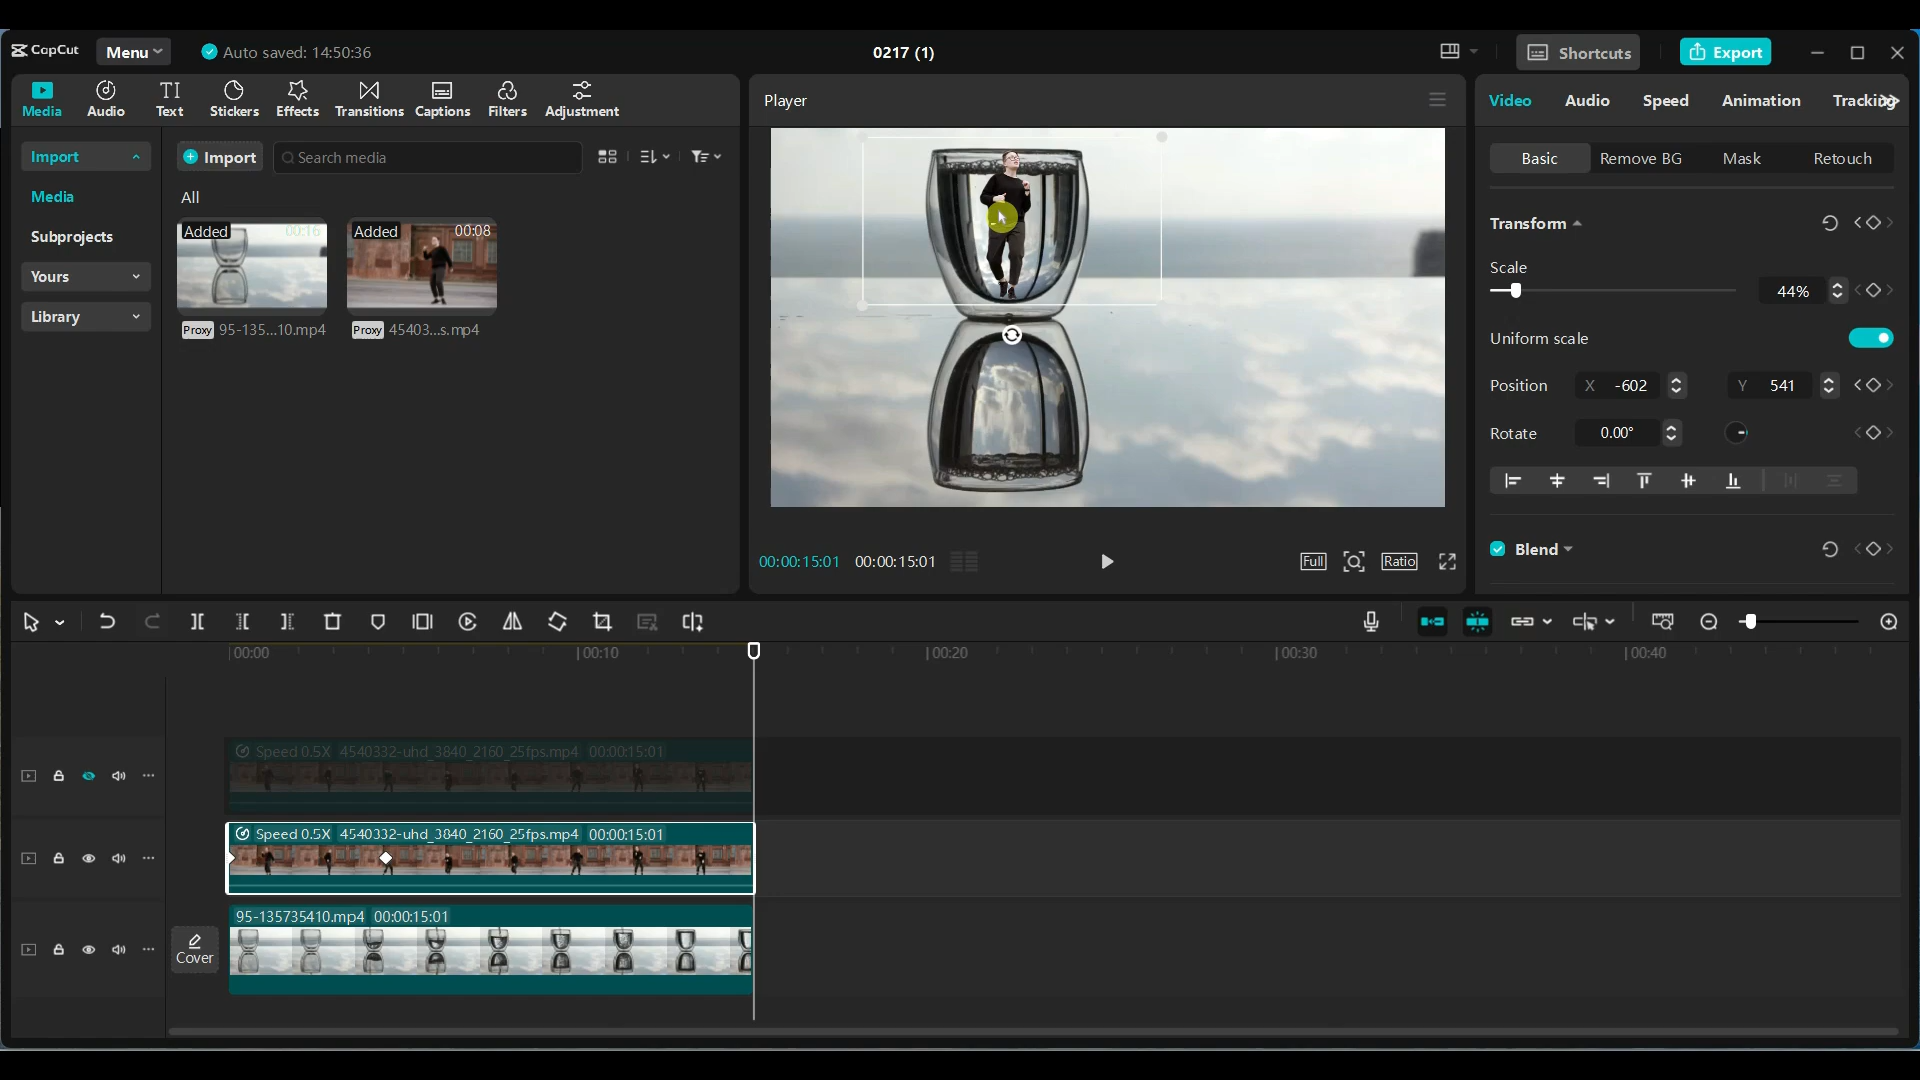 CapCut
Menu
Auto saved: 14:50:36
0217 (1)
Shortcuts
Export
Media
Audio
Text
Stickers
Effects
Transitions
Captions
Filters
Adjustment
Import
Media
Subprojects
Yours
Library
Import
Search media
All
Added
00:16
Proxy 95-135...10.mp4
Added
00:08
Proxy 45403...s.mp4
Player
00:00:15:01
00:00:15:01
Full
Ratio
Video
Audio
Speed
Animation
Tracking
Basic
Remove BG
Mask
Retouch
Transform
Scale
44%
Uniform scale
Position
X -602
Y 541
Rotate
0.00°
Blend
00:00
00:10
00:20
00:30
00:40
Speed 0.5X 4540332-uhd_3840_2160_25fps.mp4 00:00:15:01
Speed 0.5X 4540332-uhd_3840_2160_25fps.mp4 00:00:15:01
Cover
95-135735410.mp4 00:00:15:01